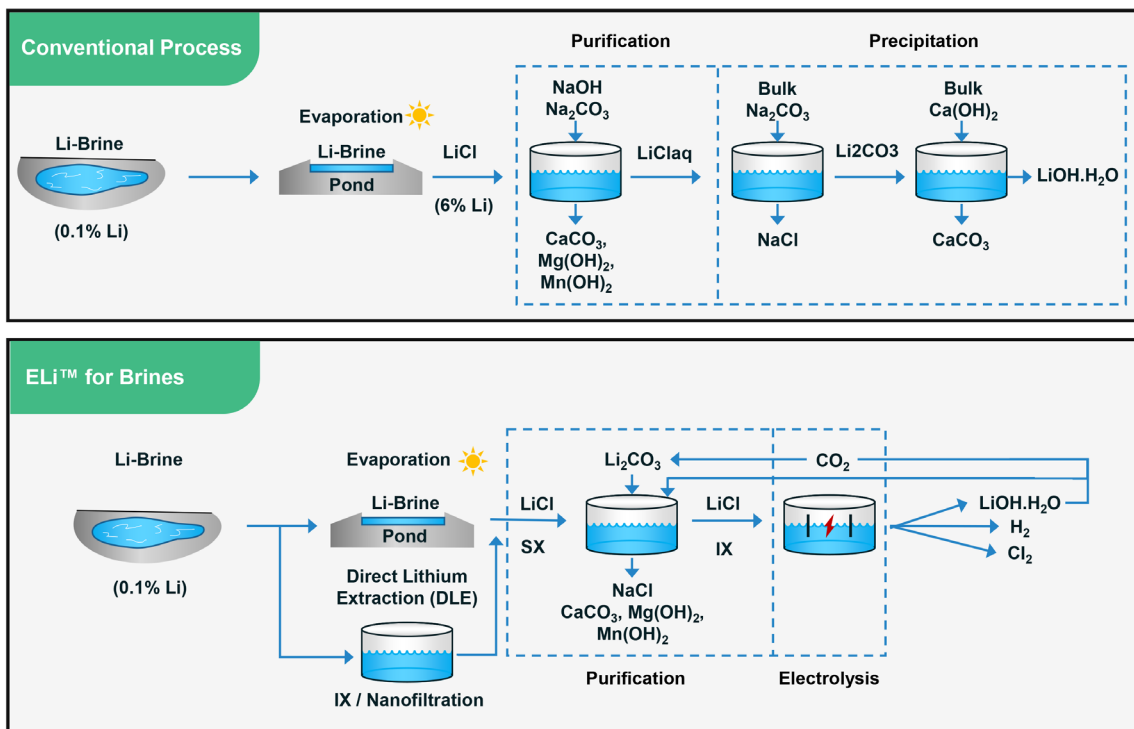 Conventional Process
Purification
Precipitation
Evaporation
Li-Brine
(0.1% Li)
Li-Brine
Pond
LiCl
(6% Li)
NaOH
Na₂CO₃
CaCO₃,
Mg(OH)₂,
Mn(OH)₂
LiClaq
Bulk
Na₂CO₃
NaCl
Li2CO3
Bulk
Ca(OH)₂
CaCO₃
LiOH.H₂O
ELi™ for Brines
Li-Brine
(0.1% Li)
Evaporation
Li-Brine
Pond
Direct Lithium
Extraction (DLE)
IX / Nanofiltration
LiCl
SX
Li₂CO₃
NaCl
CaCO₃, Mg(OH)₂,
Mn(OH)₂
Purification
LiCl
IX
CO₂
Electrolysis
LiOH.H₂O
H₂
Cl₂